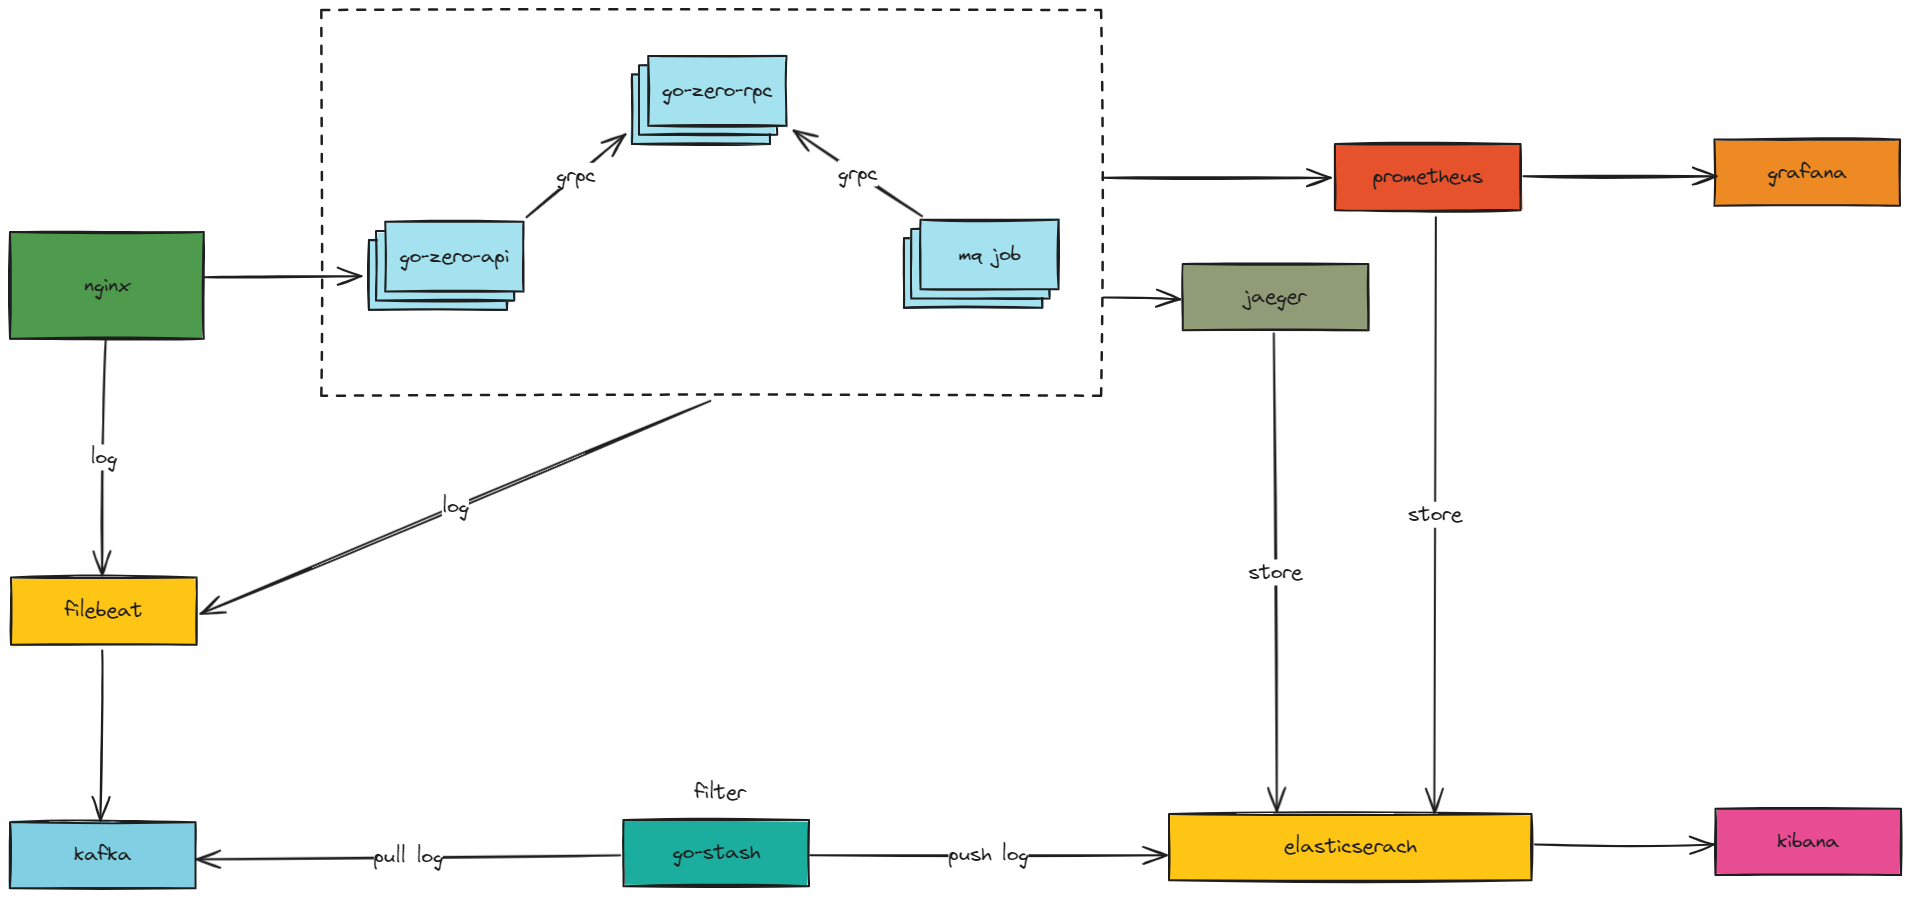 go-zero-rpc
grpc
grpc
prometheus
grafana
go-zero-api
mq job
nginx
jaeger
log
log
store
store
filebeat
filter
kafka
pull log
go-stash
push log
elasticserach
kibana